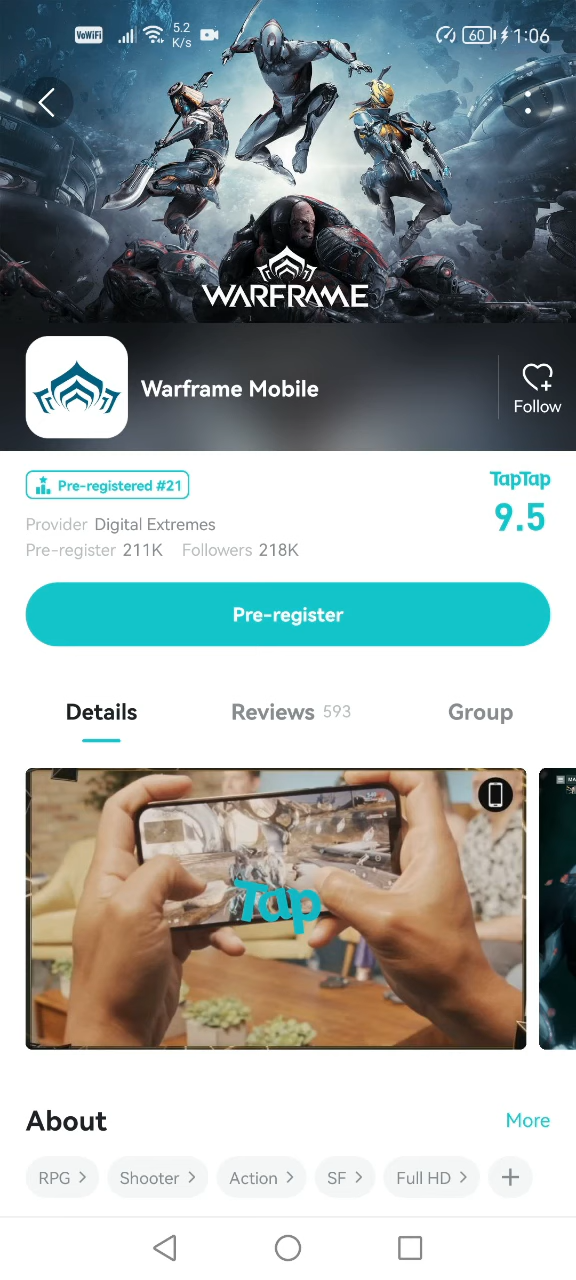 VoWiFi 5.2 K/s 60 1:06
WARFRAME
Warframe Mobile
Follow
Pre-registered #21
TapTap
9.5
Provider Digital Extremes
Pre-register 211K Followers 218K
Pre-register
Details Reviews 593 Group
Tap
About More
RPG > Shooter > Action > SF > Full HD > +